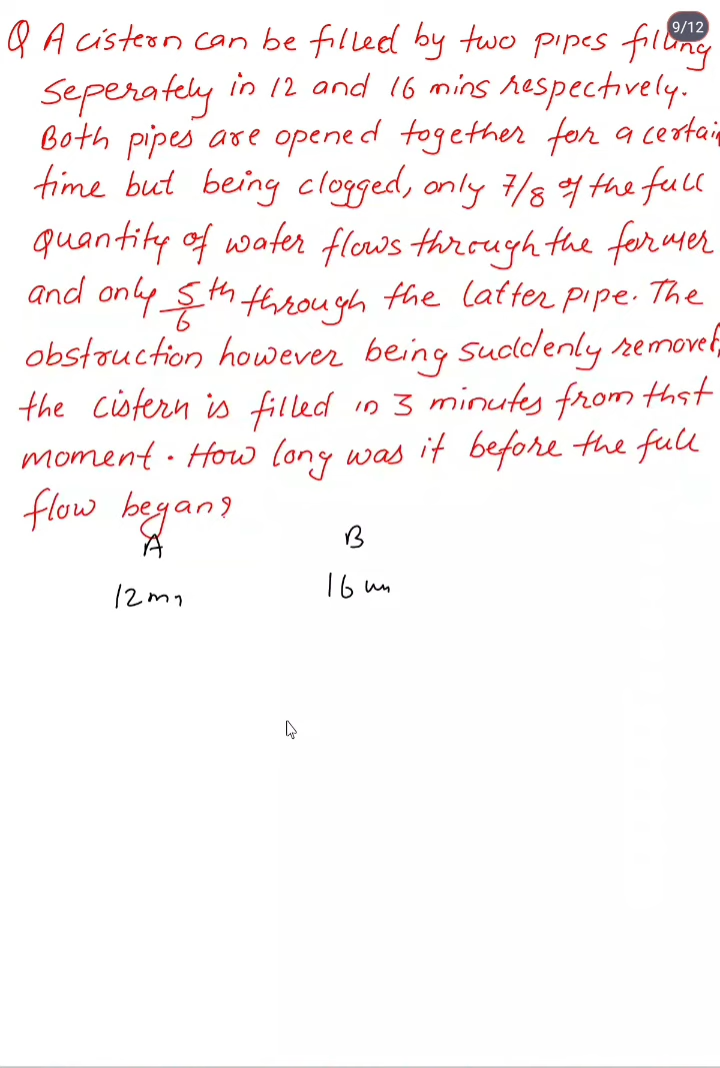 9/12
Q A cistern can be filled by two pipes filling
seperately in 12 and 16 mins respectively.
Both pipes are opened together for a certain
time but being clogged, only 7/8 of the full
quantity of water flows through the former
and only 5/6 th through the latter pipe. The
obstruction however being suddenly removed,
the cistern is filled in 3 minutes from that
moment. How long was it before the full
flow began?
A B
12 mn 16 mn